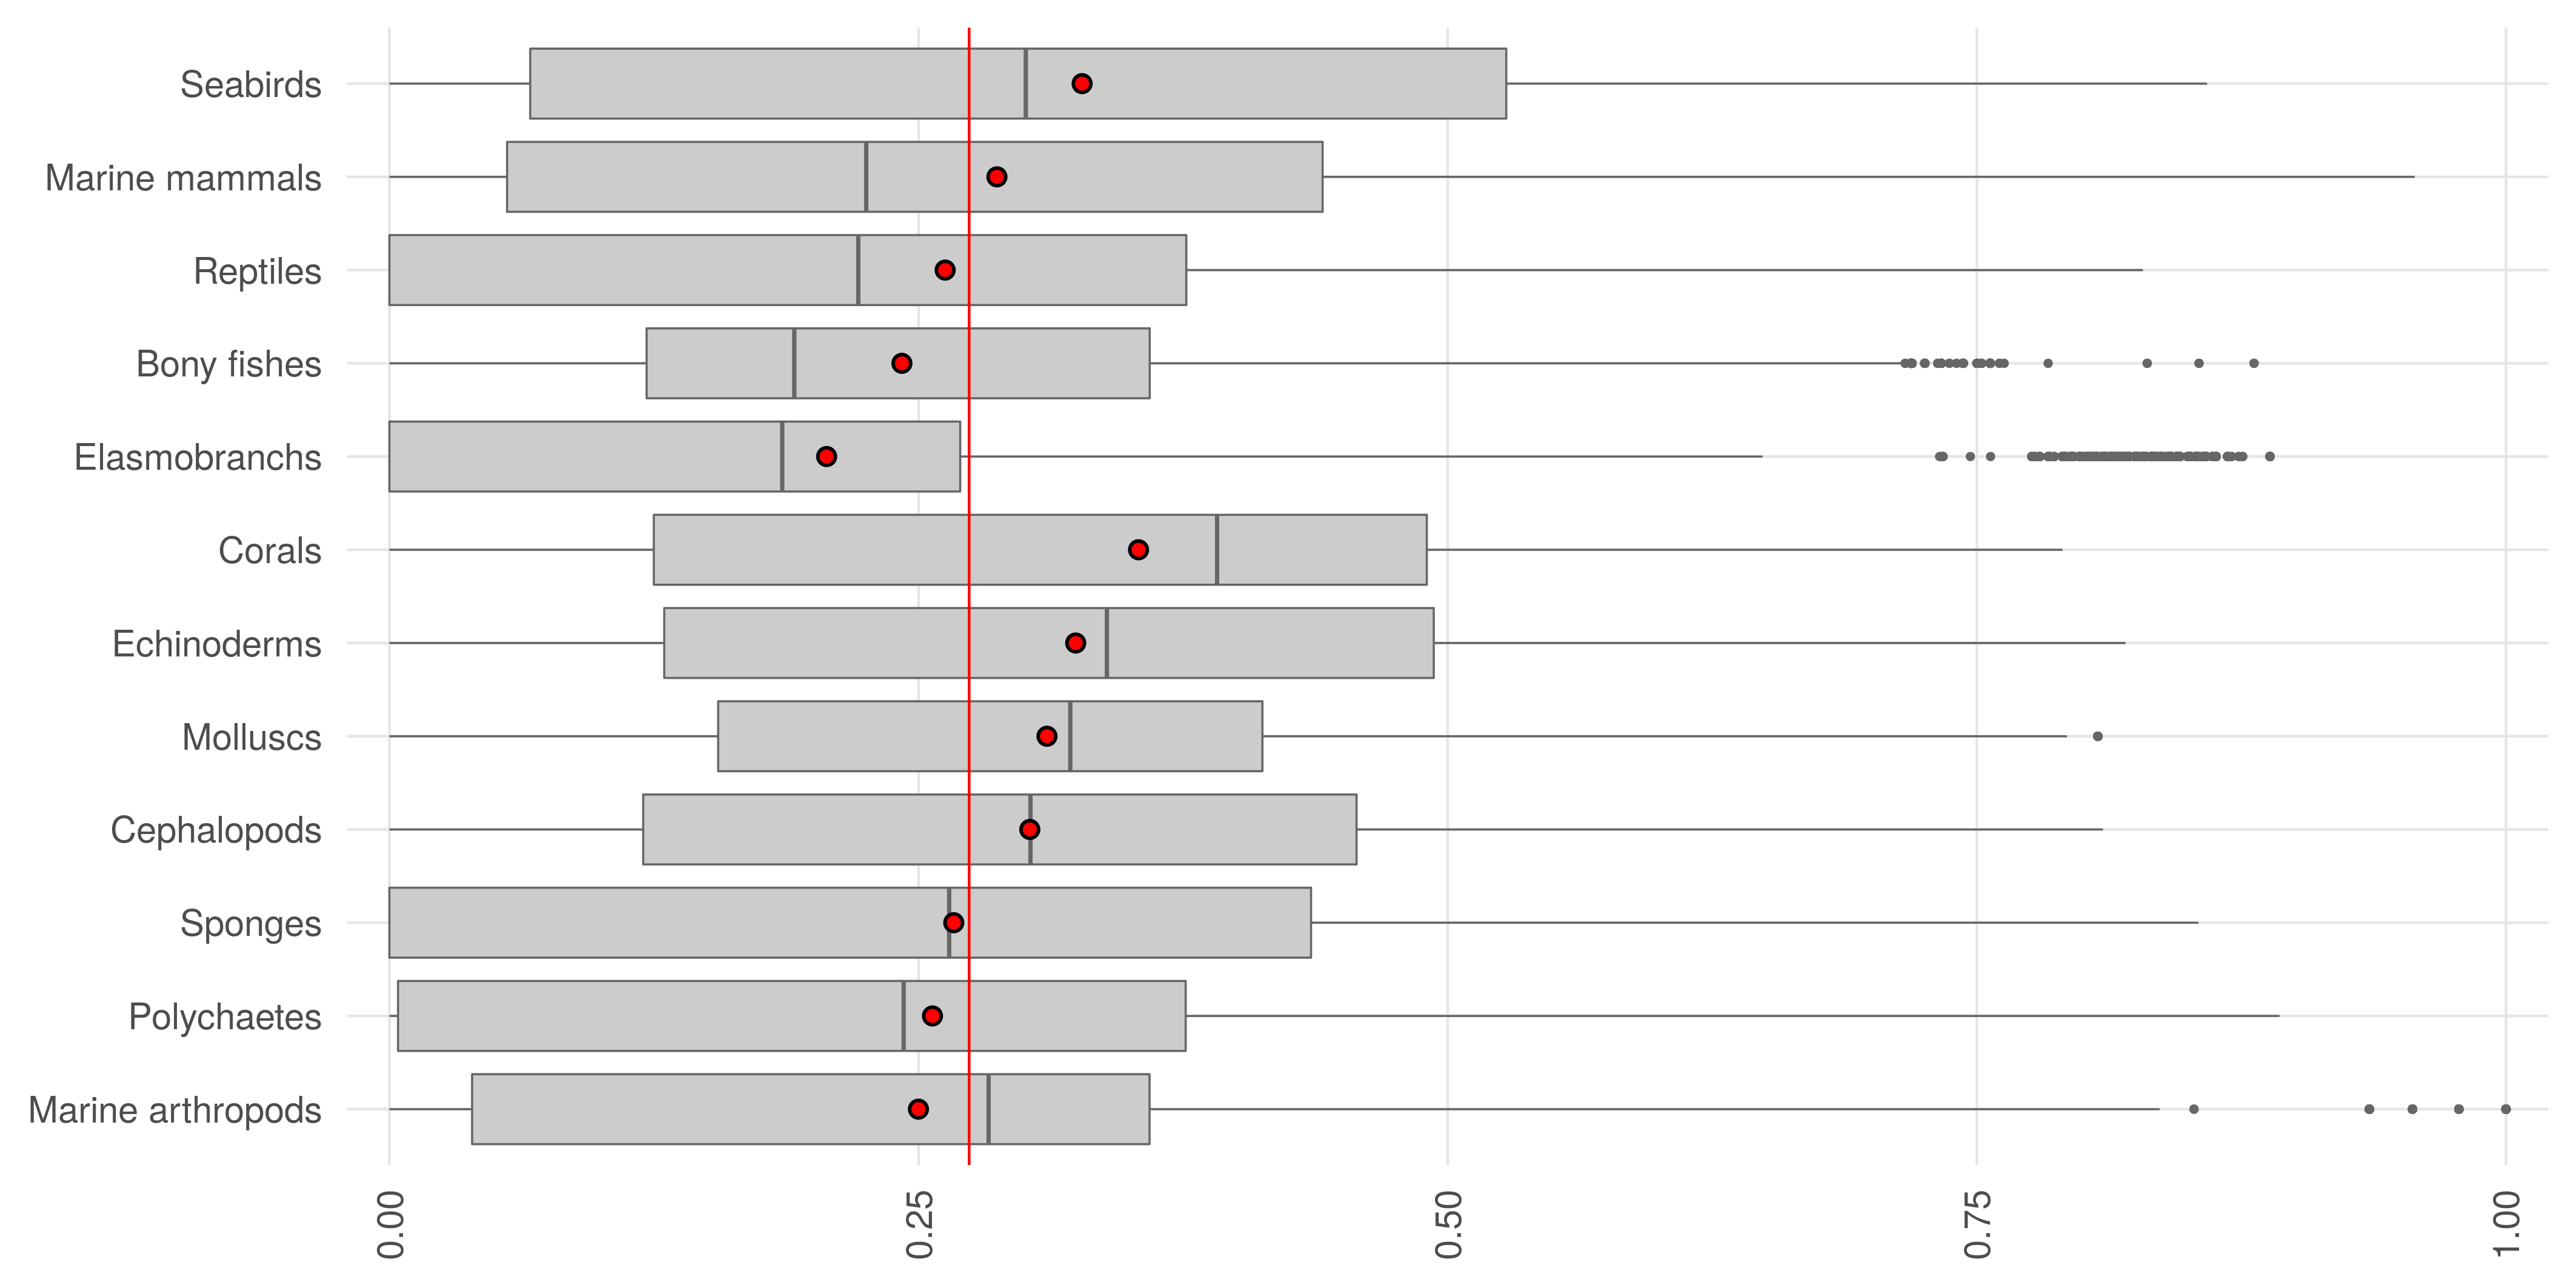 Seabirds
Marine mammals
Reptiles
Bony fishes
Elasmobranchs
Corals
Echinoderms
Molluscs
Cephalopods
Sponges
Polychaetes
Marine arthropods
0.00
0.25
0.50
0.75
1.00